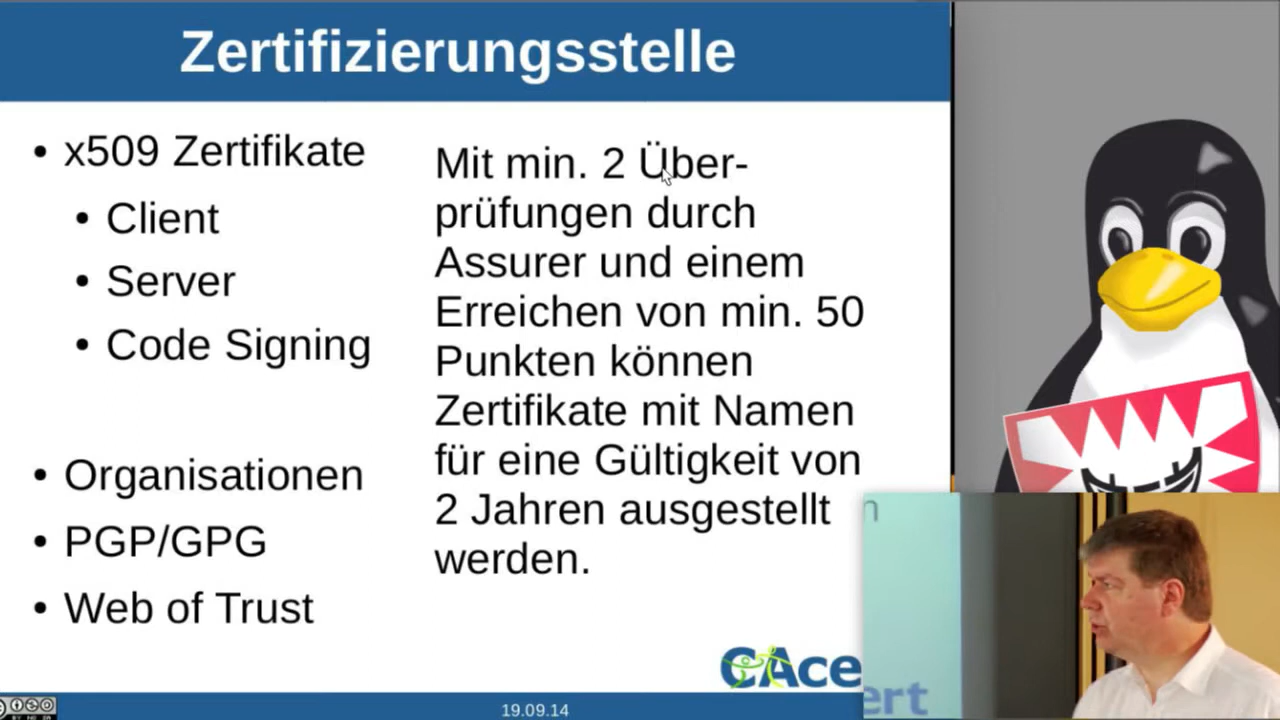 Zertifizierungsstelle
• x509 Zertifikate
• Client
• Server
• Code Signing
• Organisationen
• PGP/GPG
• Web of Trust
Mit min. 2 Über-
prüfungen durch
Assurer und einem
Erreichen von min. 50
Punkten können
Zertifikate mit Namen
für eine Gültigkeit von
2 Jahren ausgestellt
werden.
CAce
n
ert
19.09.14